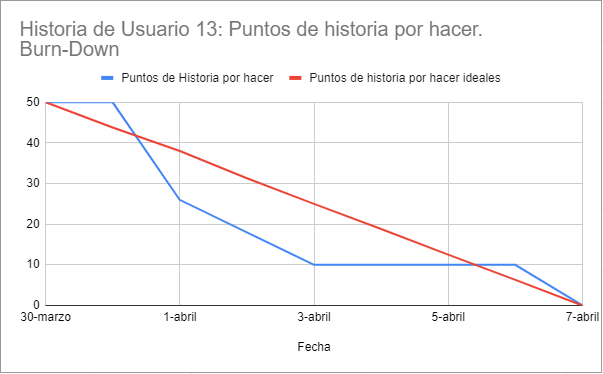 Historia de Usuario 13: Puntos de historia por hacer.
Burn-Down
Puntos de Historia por hacer
Puntos de historia por hacer ideales
50
40
30
20
10
0
30-marzo
1-abril
3-abril
5-abril
7-abril
Fecha